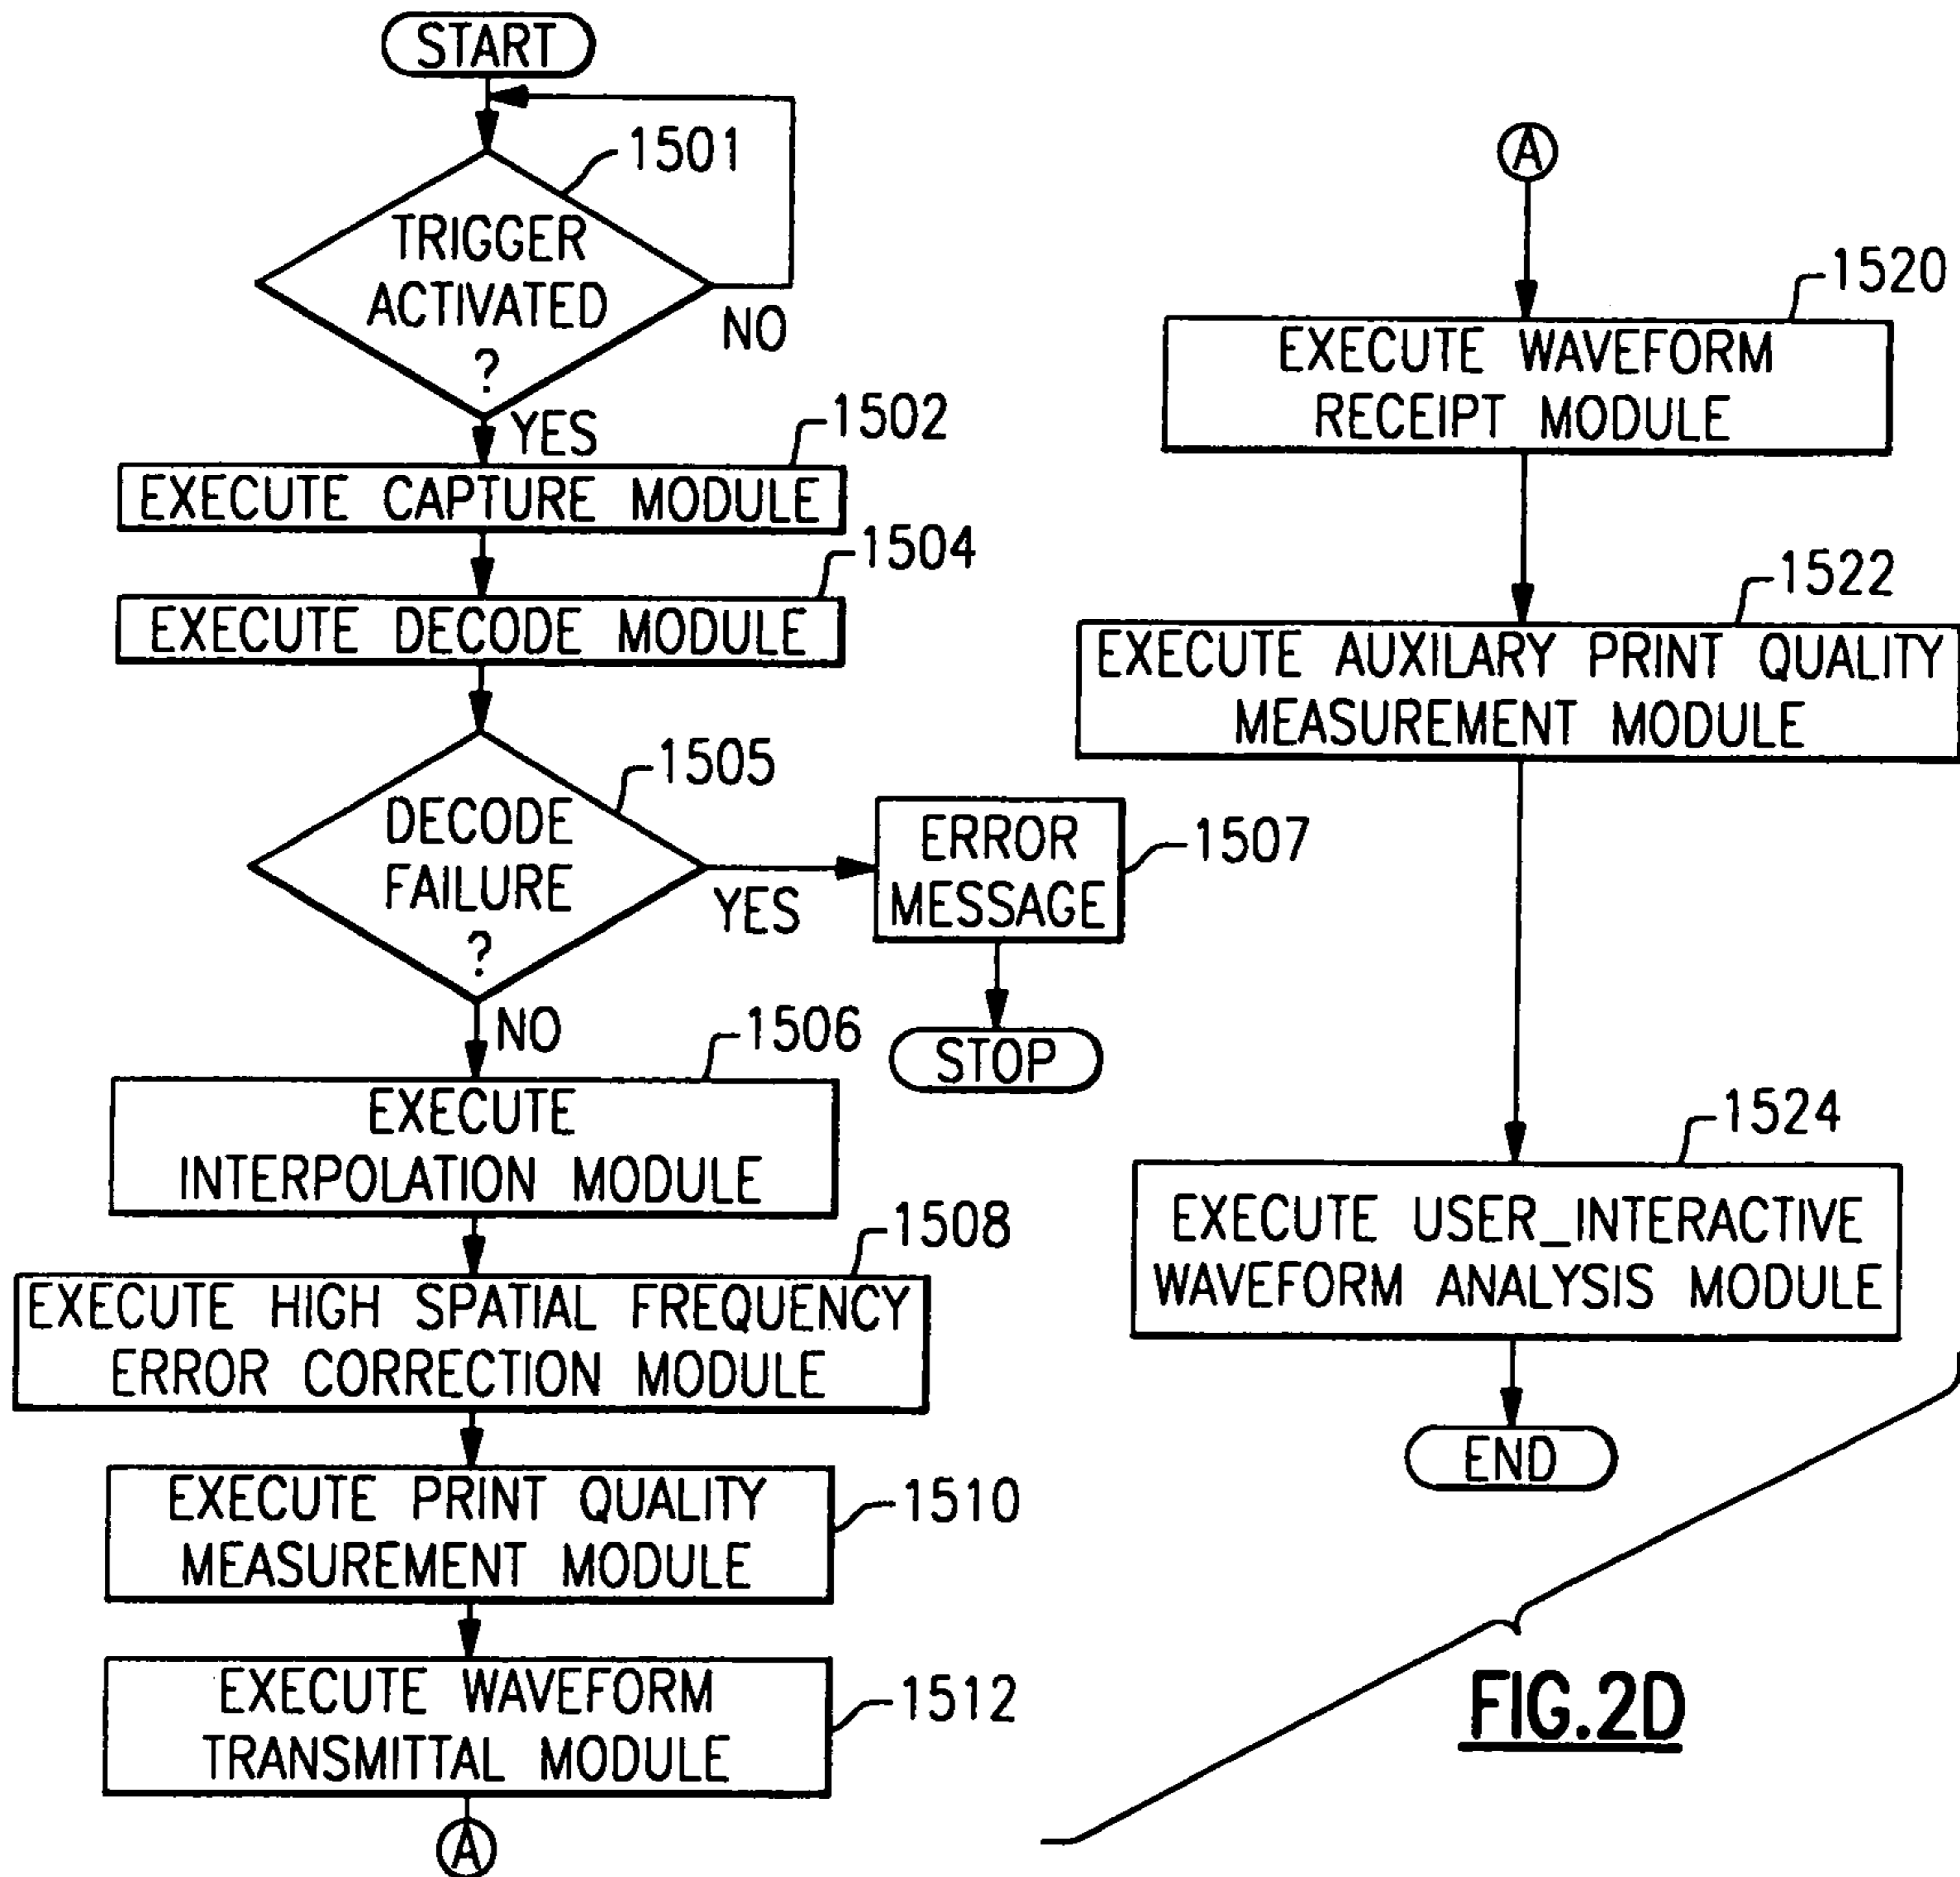 START
1501
TRIGGER
ACTIVATED
?
NO
YES
1502
EXECUTE CAPTURE MODULE
1504
EXECUTE DECODE MODULE
1505
DECODE
FAILURE
?
YES
ERROR
MESSAGE
1507
STOP
NO
1506
EXECUTE
INTERPOLATION MODULE
1508
EXECUTE HIGH SPATIAL FREQUENCY
ERROR CORRECTION MODULE
EXECUTE PRINT QUALITY
MEASUREMENT MODULE
1510
EXECUTE WAVEFORM
TRANSMITTAL MODULE
1512
A
A
1520
EXECUTE WAVEFORM
RECEIPT MODULE
1522
EXECUTE AUXILARY PRINT QUALITY
MEASUREMENT MODULE
1524
EXECUTE USER_INTERACTIVE
WAVEFORM ANALYSIS MODULE
END
FIG.2D